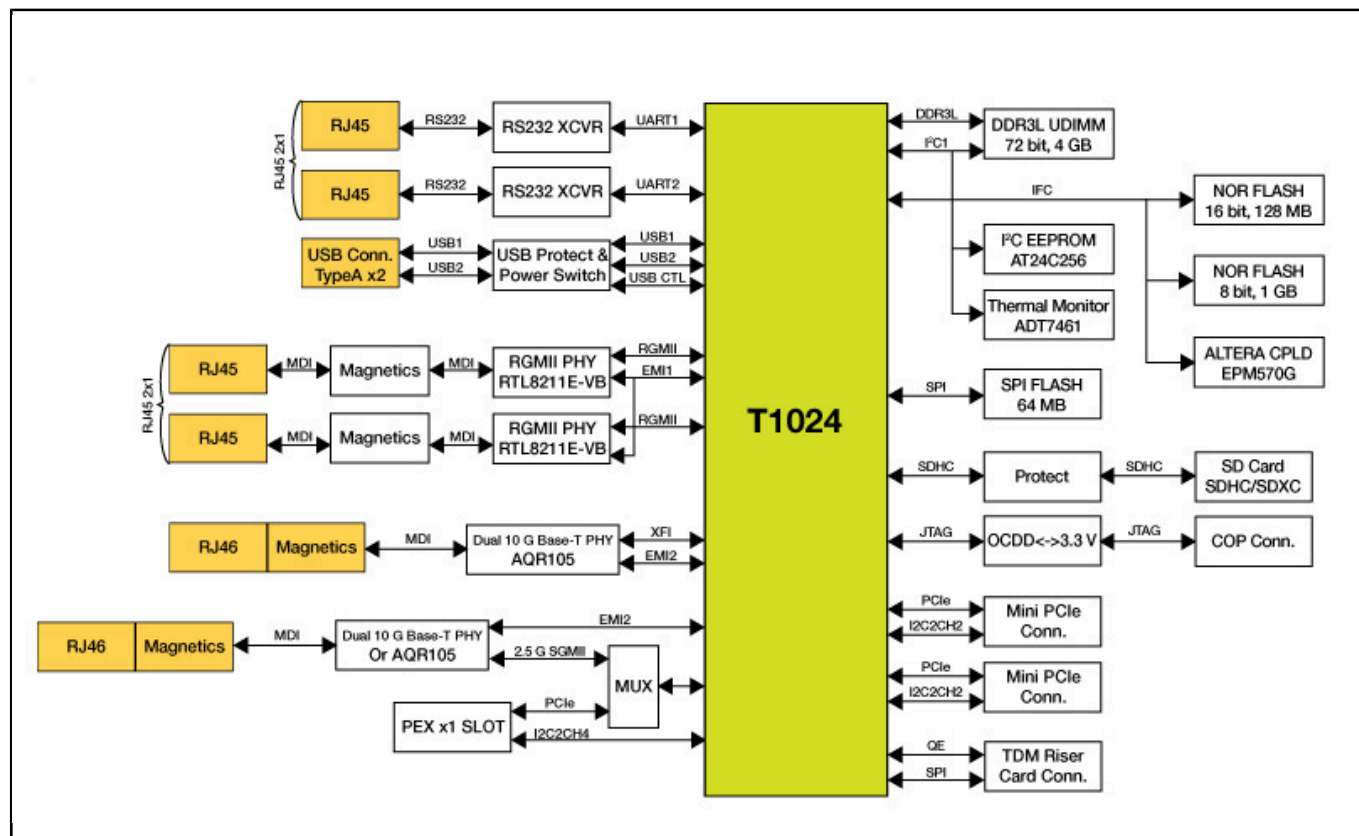 RJ45 2x1
RJ45
RS232
RS232 XCVR
UART1
RJ45
RS232
RS232 XCVR
UART2
USB Conn.
TypeA x2
USB1
USB2
USB Protect &
Power Switch
USB1
USB2
USB CTL
RJ45 2x1
RJ45
MDI
Magnetics
MDI
RGMII PHY
RTL8211E-VB
RGMII
EMI1
RJ45
MDI
Magnetics
MDI
RGMII PHY
RTL8211E-VB
RGMII
RJ46
Magnetics
MDI
Dual 10 G Base-T PHY
AQR105
XFI
EMI2
RJ46
Magnetics
MDI
Dual 10 G Base-T PHY
Or AQR105
EMI2
2.5 G SGMII
MUX
PEX x1 SLOT
PCIe
I2C2CH4
T1024
DDR3L
I²C1
DDR3L UDIMM
72 bit, 4 GB
IFC
NOR FLASH
16 bit, 128 MB
I²C EEPROM
AT24C256
NOR FLASH
8 bit, 1 GB
Thermal Monitor
ADT7461
ALTERA CPLD
EPM570G
SPI
SPI FLASH
64 MB
SDHC
Protect
SDHC
SD Card
SDHC/SDXC
JTAG
OCDD<->3.3 V
JTAG
COP Conn.
PCIe
I2C2CH2
Mini PCIe
Conn.
PCIe
I2C2CH2
Mini PCIe
Conn.
QE
SPI
TDM Riser
Card Conn.